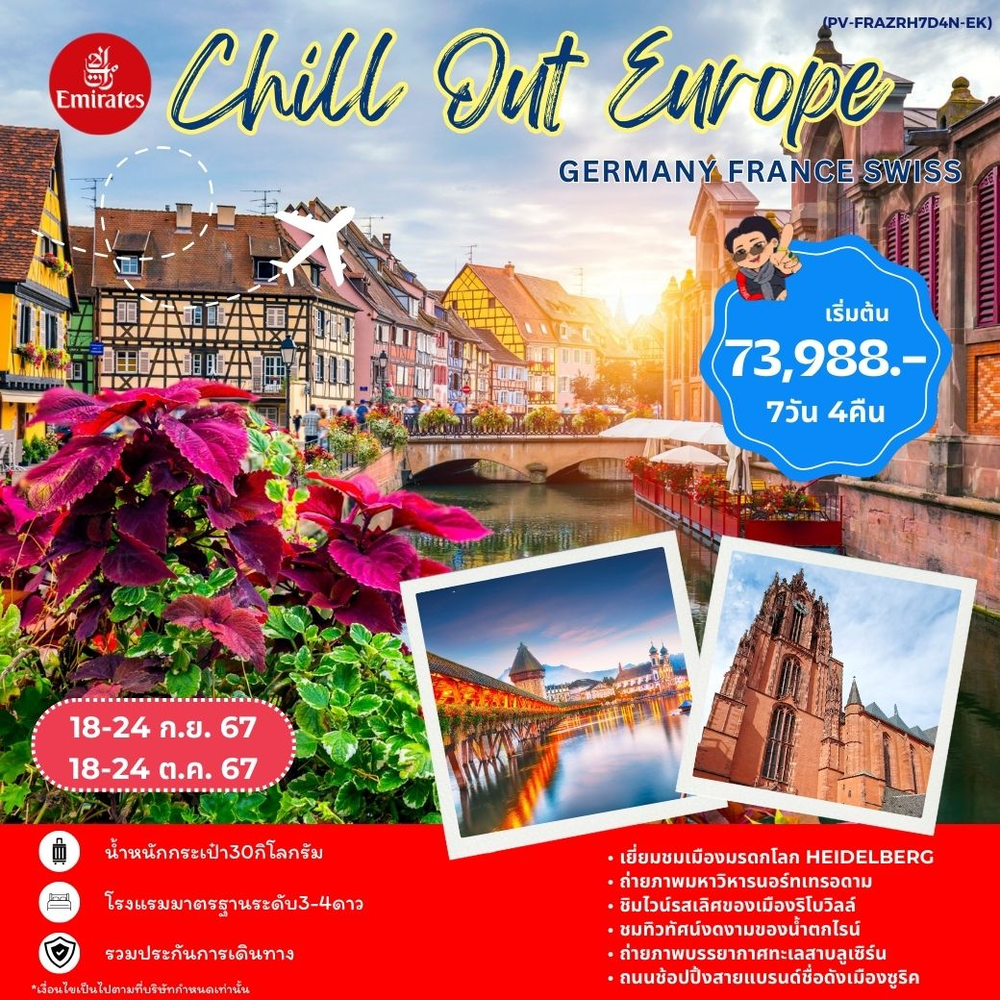 (PV-FRAZRH7D4N-EK)
Emirates
Chill Out Europe
GERMANY FRANCE SWISS
เริ่มต้น
73,988.–
7วัน 4คืน
18-24 ก.ย. 67
18-24 ต.ค. 67
น้ำหนักกระเป๋า30กิโลกรัม
โรงแรมมาตรฐานระดับ3-4ดาว
รวมประกันการเดินทาง
*เงื่อนไขเป็นไปตามที่บริษัทกำหนดเท่านั้น
• เยี่ยมชมเมืองมรดกโลก HEIDELBERG
• ถ่ายภาพมหาวิหารนอร์ทเทรอดาม
• ชิมไวน์รสเลิศของเมืองริโบวิลล์
• ชมทิวทัศน์งดงามของน้ำตกไรน์
• ถ่ายภาพบรรยากาศทะเลสาบลูเซิร์น
• ถนนช้อปปิ้งสายแบรนด์ชื่อดังเมืองซูริค